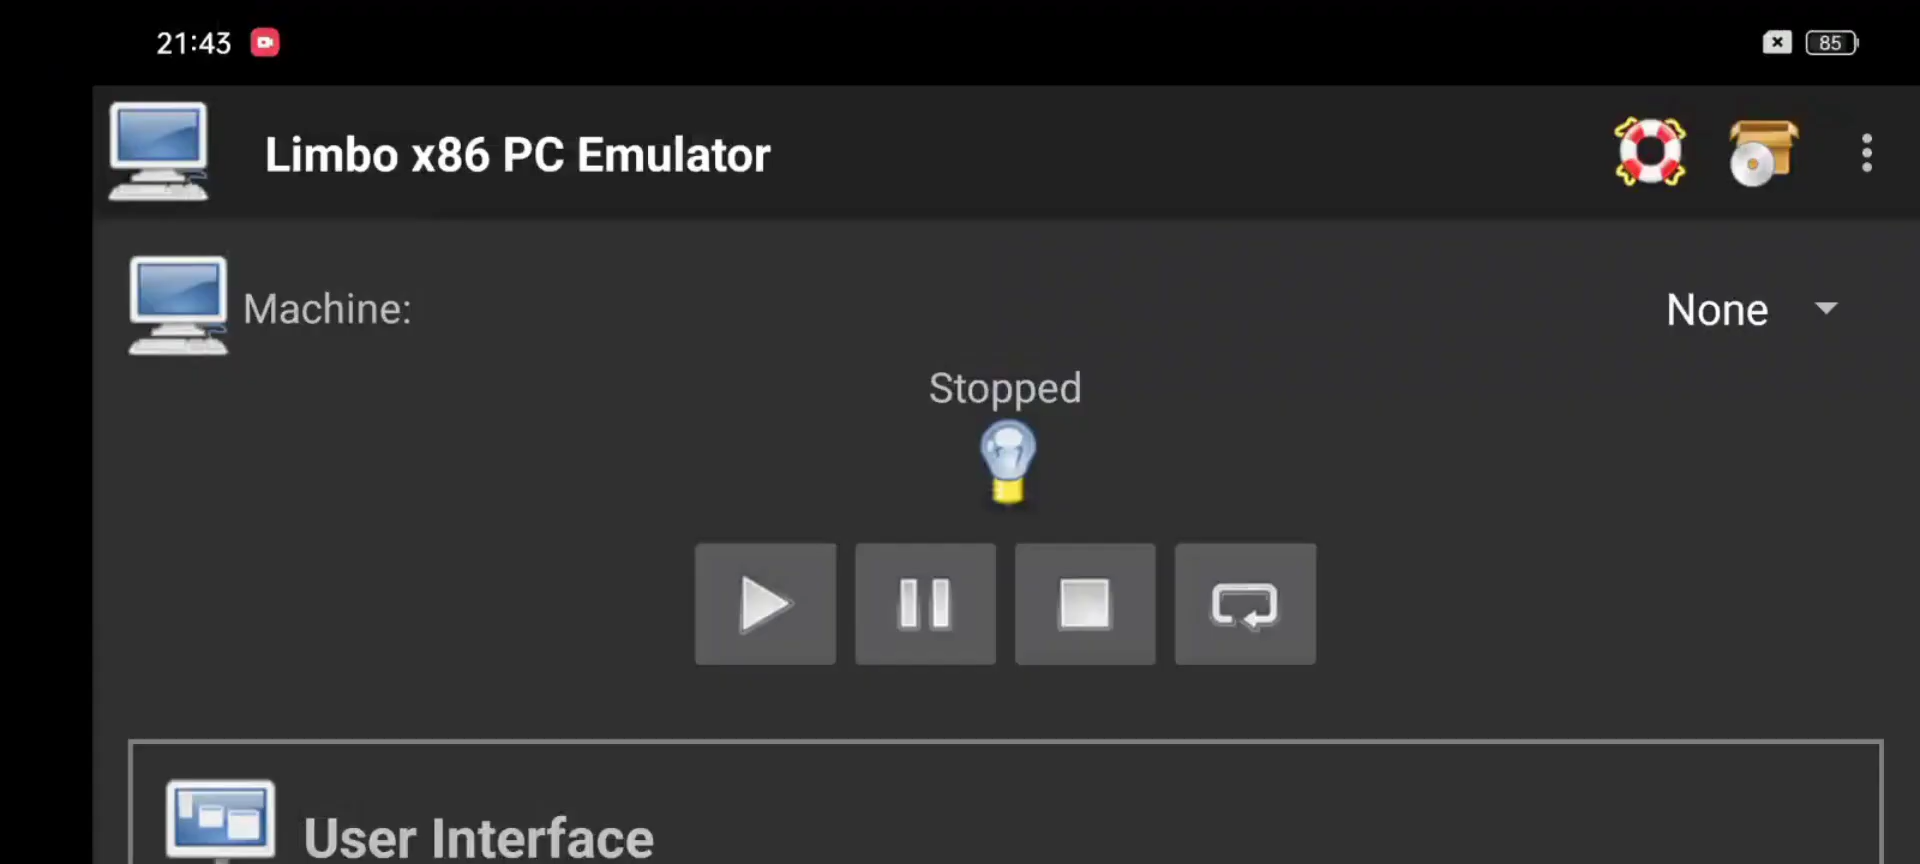 21:43
85
Limbo x86 PC Emulator
Machine:
None
Stopped
User Interface